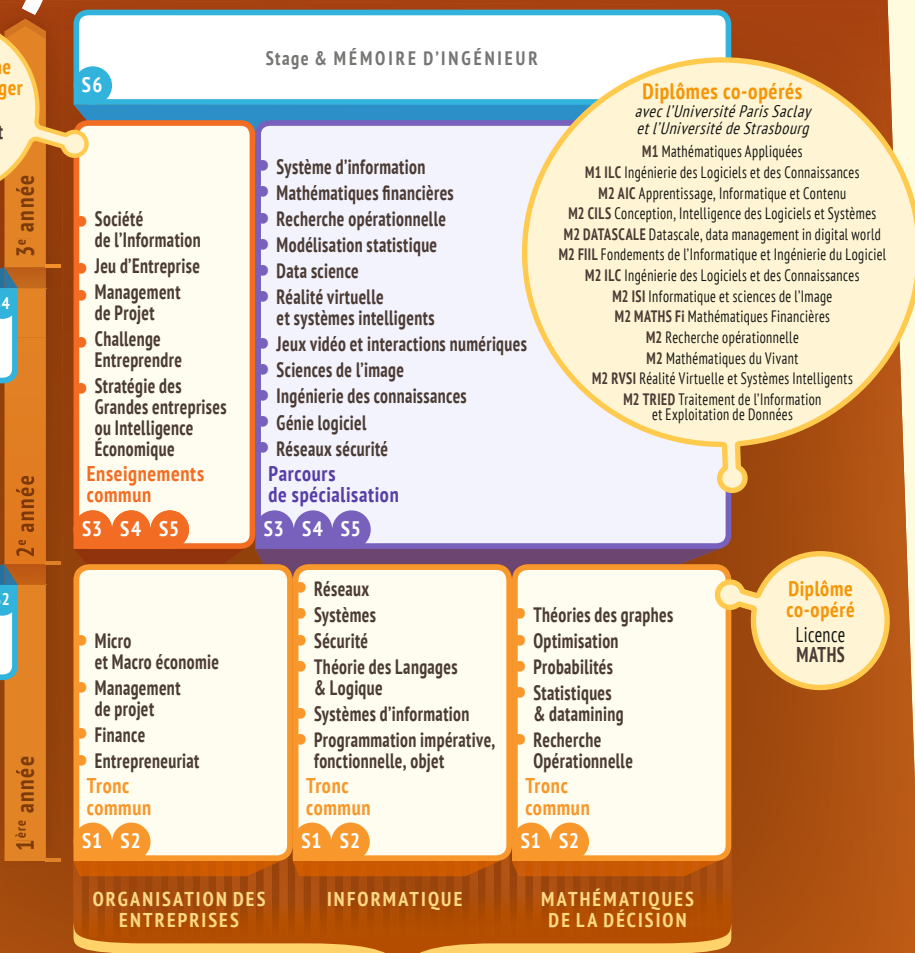 Stage & MÉMOIRE D'INGÉNIEUR
S6
Diplômes co-opérés
avec l'Université Paris Saclay
et l'Université de Strasbourg
M1 Mathématiques Appliquées
M1 ILC Ingénierie des Logiciels et des Connaissances
M2 AIC Apprentissage, Informatique et Contenu
M2 CILS Conception, Intelligence des Logiciels et Systèmes
M2 DATASCALE Datascale, data management in digital world
M2 FIIL Fondements de l'Informatique et Ingénierie du Logiciel
M2 ILC Ingénierie des Logiciels et des Connaissances
M2 ISI Informatique et sciences de l'Image
M2 MATHS Fi Mathématiques Financières
M2 Recherche opérationnelle
M2 Mathématiques du Vivant
M2 RVSI Réalité Virtuelle et Systèmes Intelligents
M2 TRIED Traitement de l'Information
et Exploitation de Données
3e année
Société
de l'Information
Jeu d'Entreprise
Management
de Projet
Challenge
Entreprendre
Stratégie des
Grandes entreprises
ou Intelligence
Économique
Enseignements
commun
S3 S4 S5
Système d'information
Mathématiques financières
Recherche opérationnelle
Modélisation statistique
Data science
Réalité virtuelle
et systèmes intelligents
Jeux vidéo et interactions numériques
Sciences de l'image
Ingénierie des connaissances
Génie logiciel
Réseaux sécurité
Parcours
de spécialisation
S3 S4 S5
2e année
Micro
et Macro économie
Management
de projet
Finance
Entrepreneuriat
Tronc
commun
S1 S2
Réseaux
Systèmes
Sécurité
Théorie des Langages
& Logique
Systèmes d'information
Programmation impérative,
fonctionnelle, objet
Tronc
commun
S1 S2
Théories des graphes
Optimisation
Probabilités
Statistiques
& datamining
Recherche
Opérationnelle
Tronc
commun
S1 S2
Diplôme
co-opéré
Licence
MATHS
1ère année
ORGANISATION DES
ENTREPRISES
INFORMATIQUE
MATHÉMATIQUES
DE LA DÉCISION